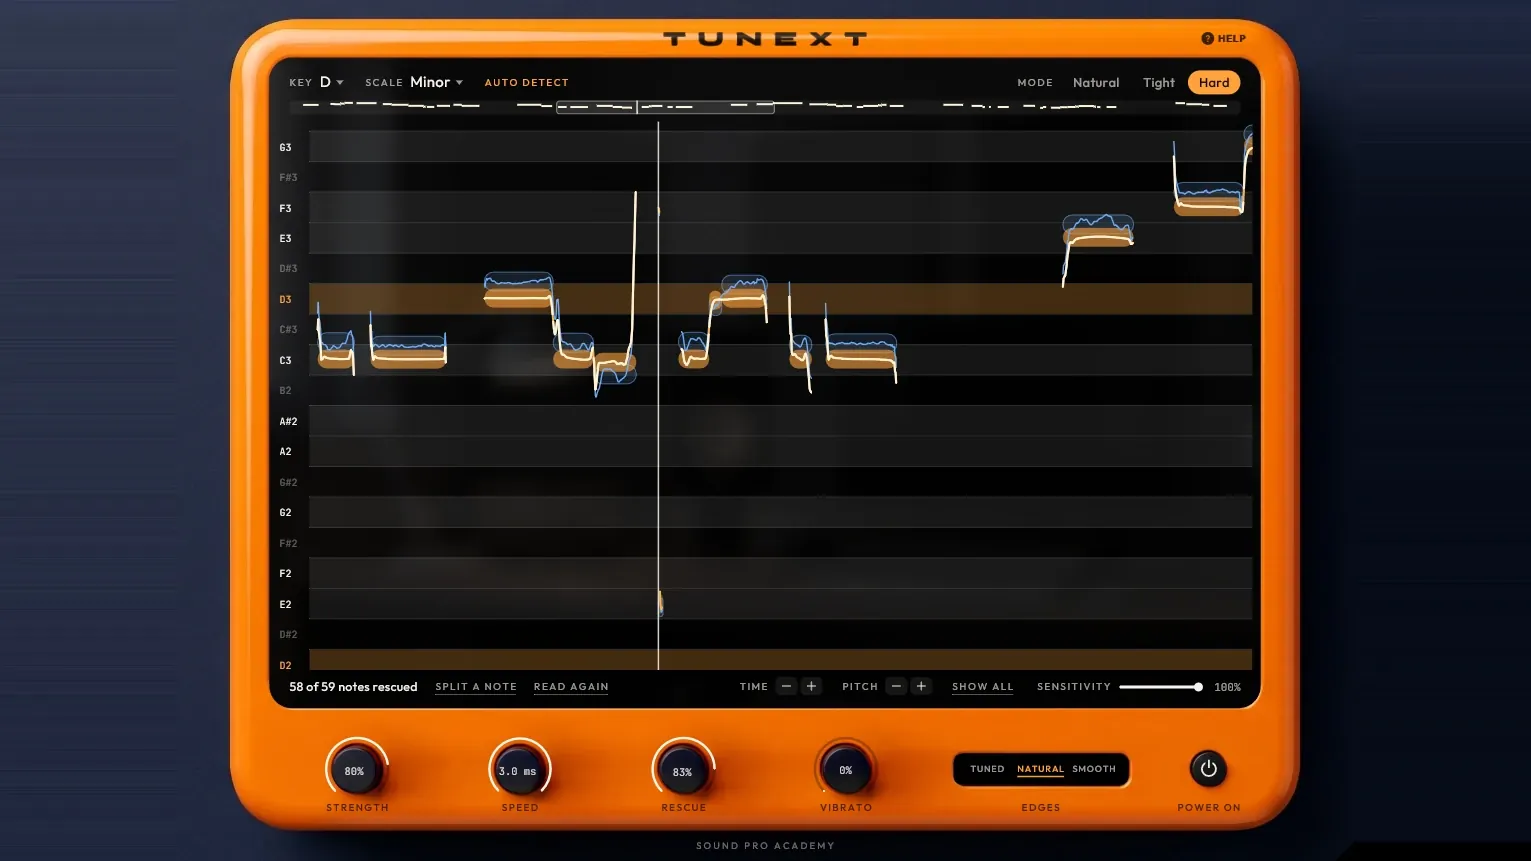 TUNEXT
? HELP
KEY D SCALE Minor AUTO DETECT MODE Natural Tight Hard
G3
F#3
F3
E3
D#3
D3
C#3
C3
B2
A#2
A2
G#2
G2
F#2
F2
E2
D#2
D2
58 of 59 notes rescued SPLIT A NOTE READ AGAIN TIME − + PITCH − + SHOW ALL SENSITIVITY 100%
80% 3.0 ms 83% 0% TUNED NATURAL SMOOTH
STRENGTH SPEED RESCUE VIBRATO EDGES POWER ON
SOUND PRO ACADEMY